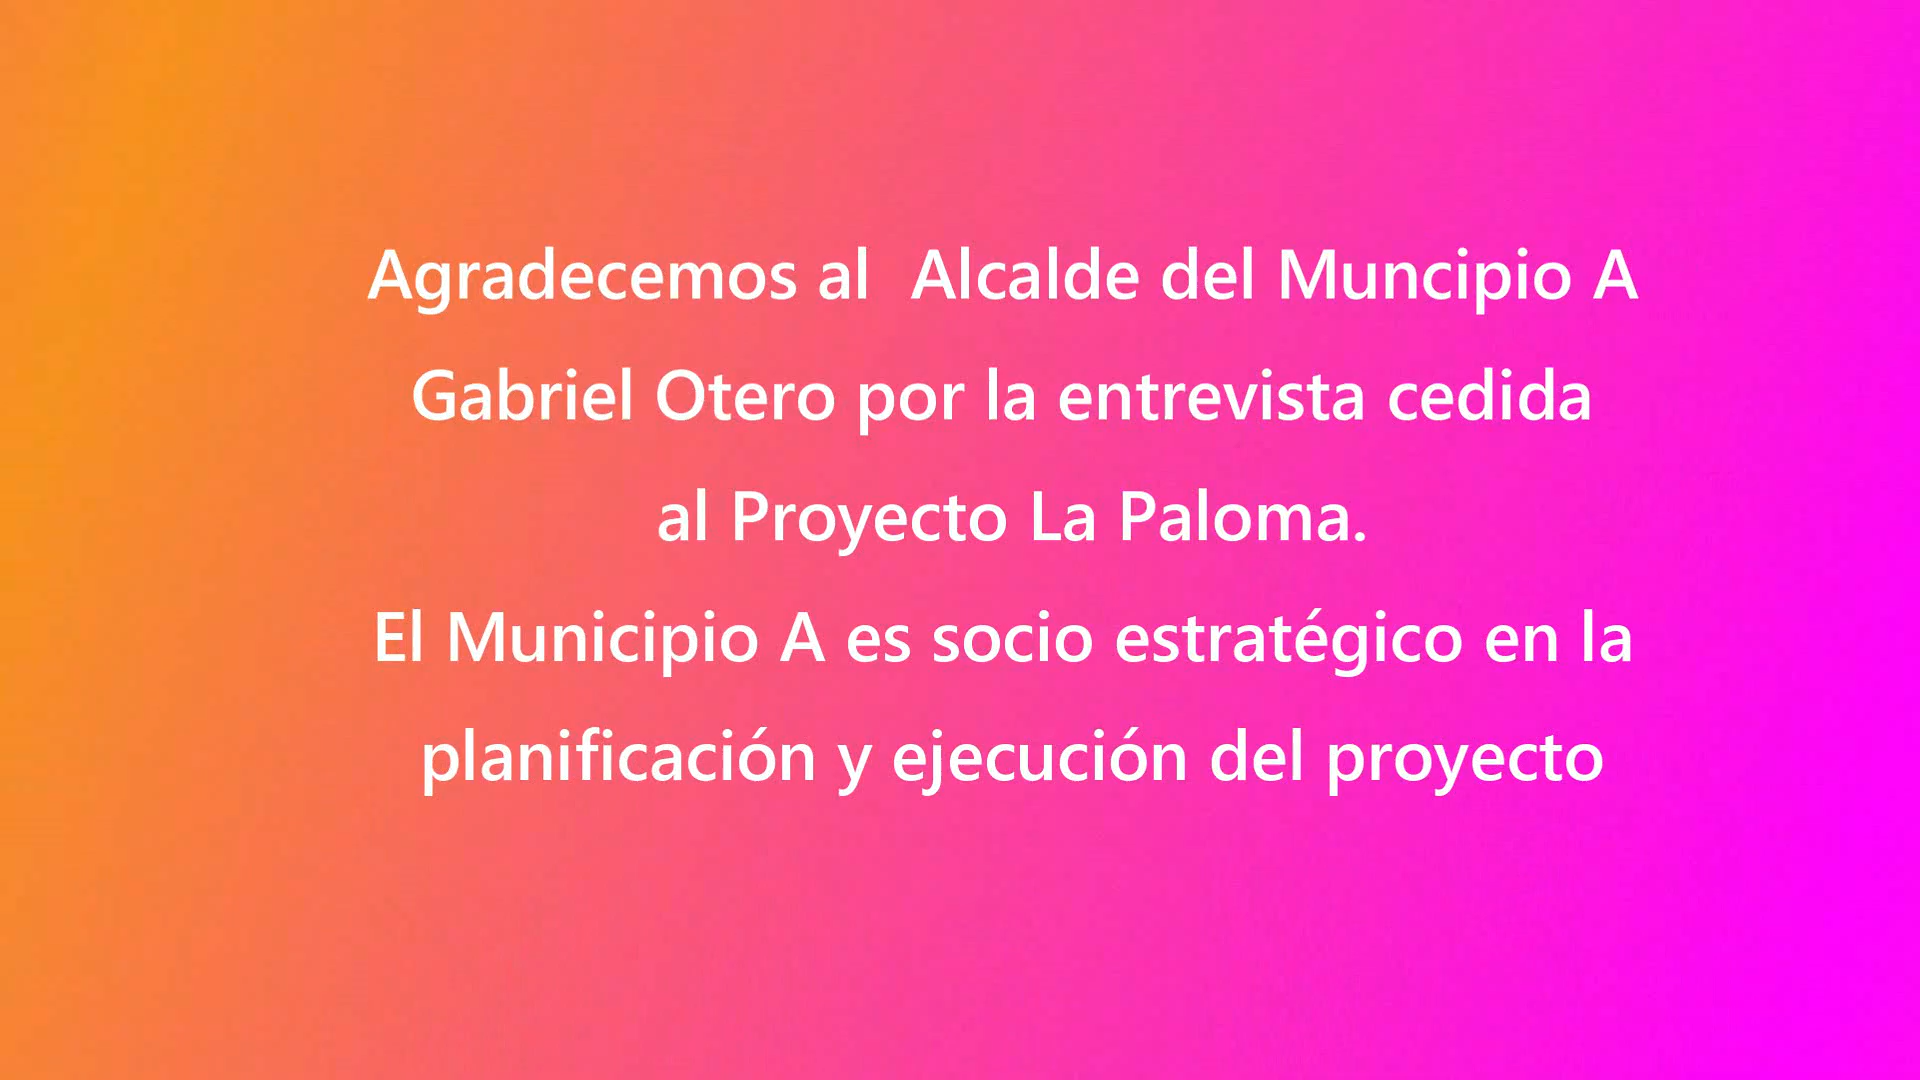 Agradecemos al  Alcalde del Muncipio A
Gabriel Otero por la entrevista cedida
al Proyecto La Paloma.
El Municipio A es socio estratégico en la
planificación y ejecución del proyecto